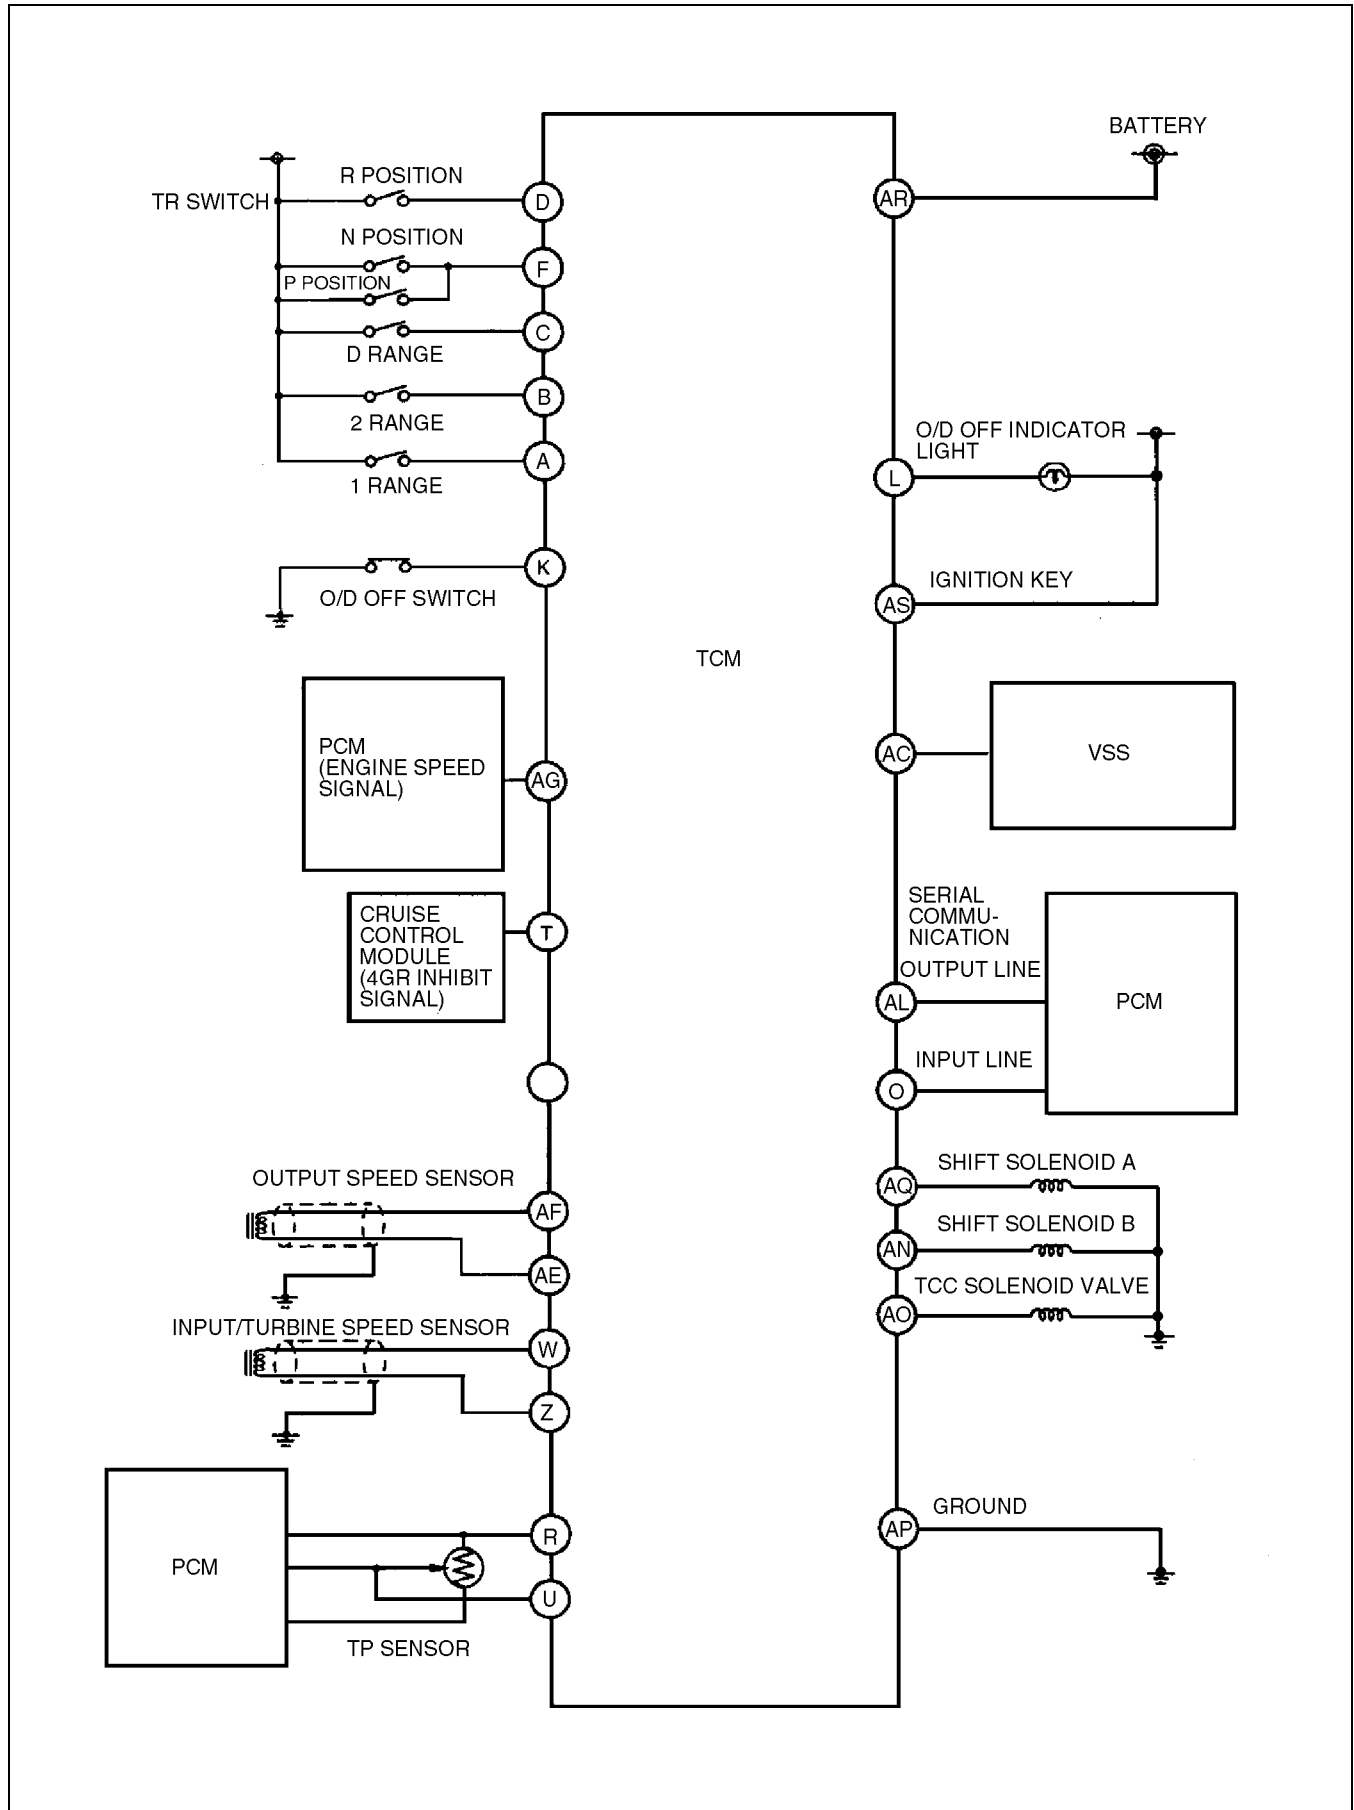 BATTERY
R POSITION
TR SWITCH
D
AR
N POSITION
F
P POSITION
C
D RANGE
B
2 RANGE
A
1 RANGE
O/D OFF INDICATOR
LIGHT
L
K
O/D OFF SWITCH
IGNITION KEY
AS
TCM
PCM
(ENGINE SPEED
SIGNAL)
AG
AC
VSS
CRUISE
CONTROL
MODULE
(4GR INHIBIT
SIGNAL)
T
SERIAL
COMMU-
NICATION
OUTPUT LINE
AL
PCM
INPUT LINE
O
OUTPUT SPEED SENSOR
AF
AE
SHIFT SOLENOID A
AQ
SHIFT SOLENOID B
AN
TCC SOLENOID VALVE
AO
INPUT/TURBINE SPEED SENSOR
W
Z
PCM
R
U
TP SENSOR
GROUND
AP